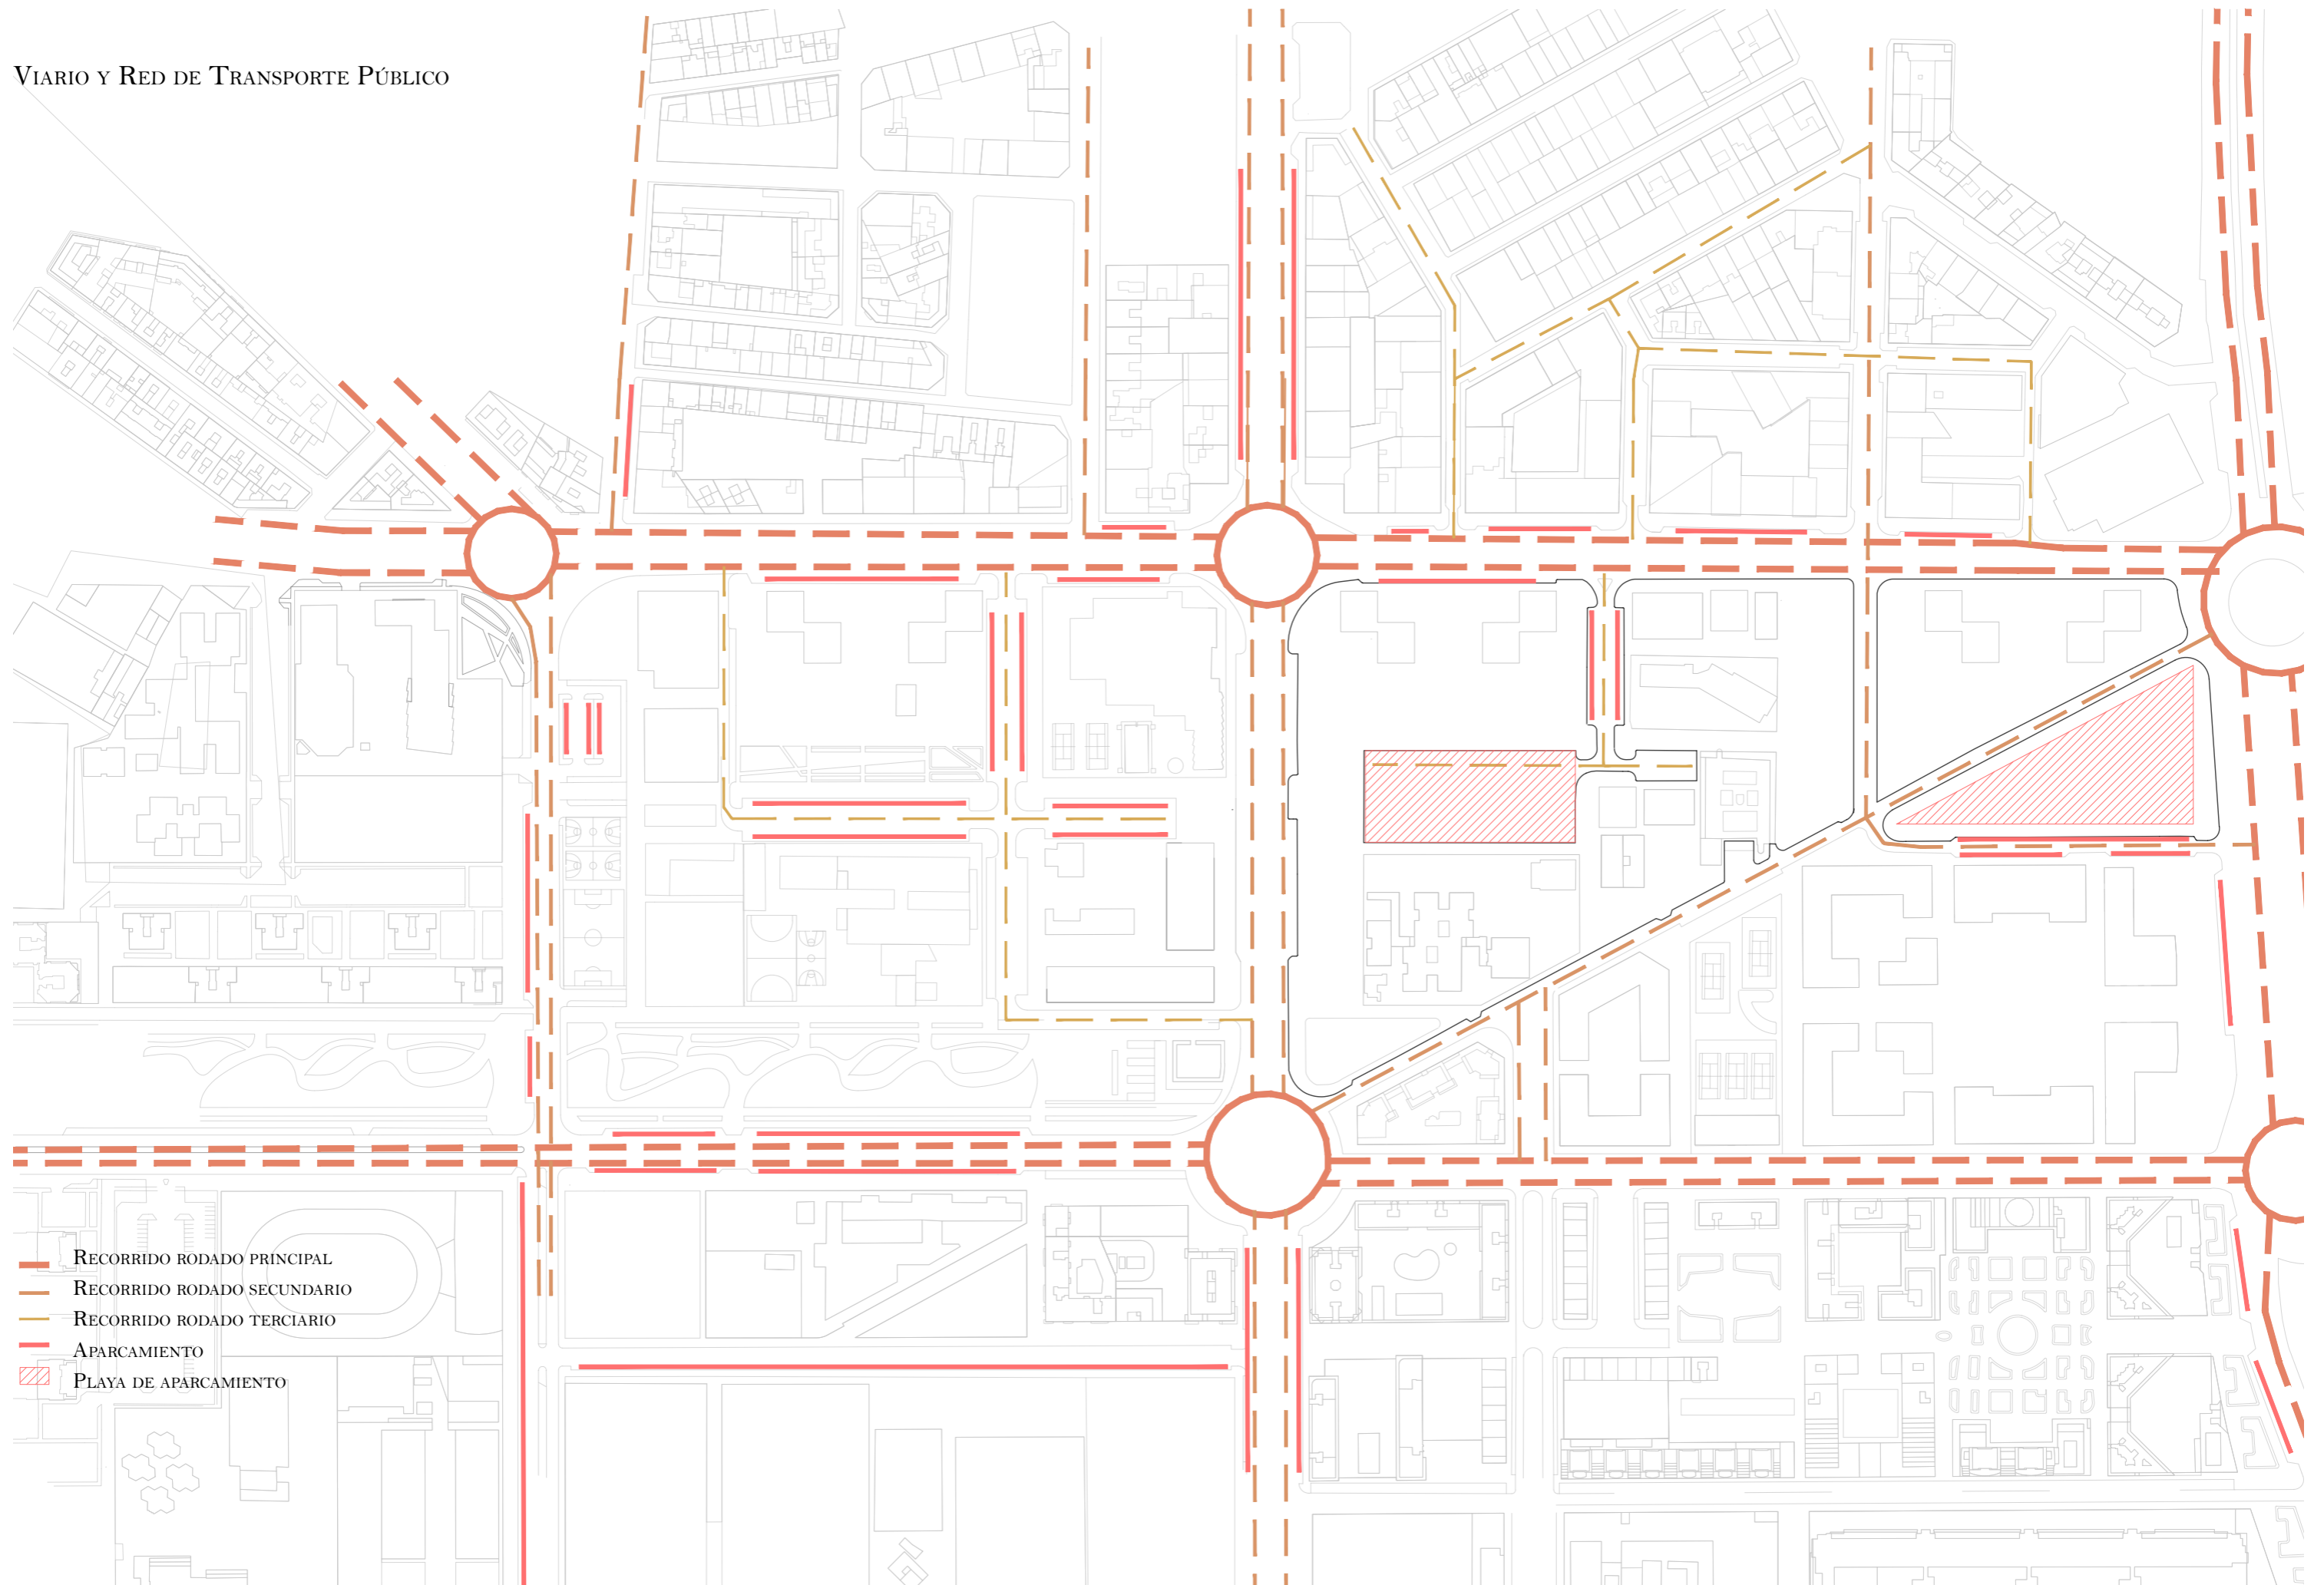 Viario y Red de Transporte Público
Recorrido rodado principal
Recorrido rodado secundario
Recorrido rodado terciario
Aparcamiento
Playa de aparcamiento